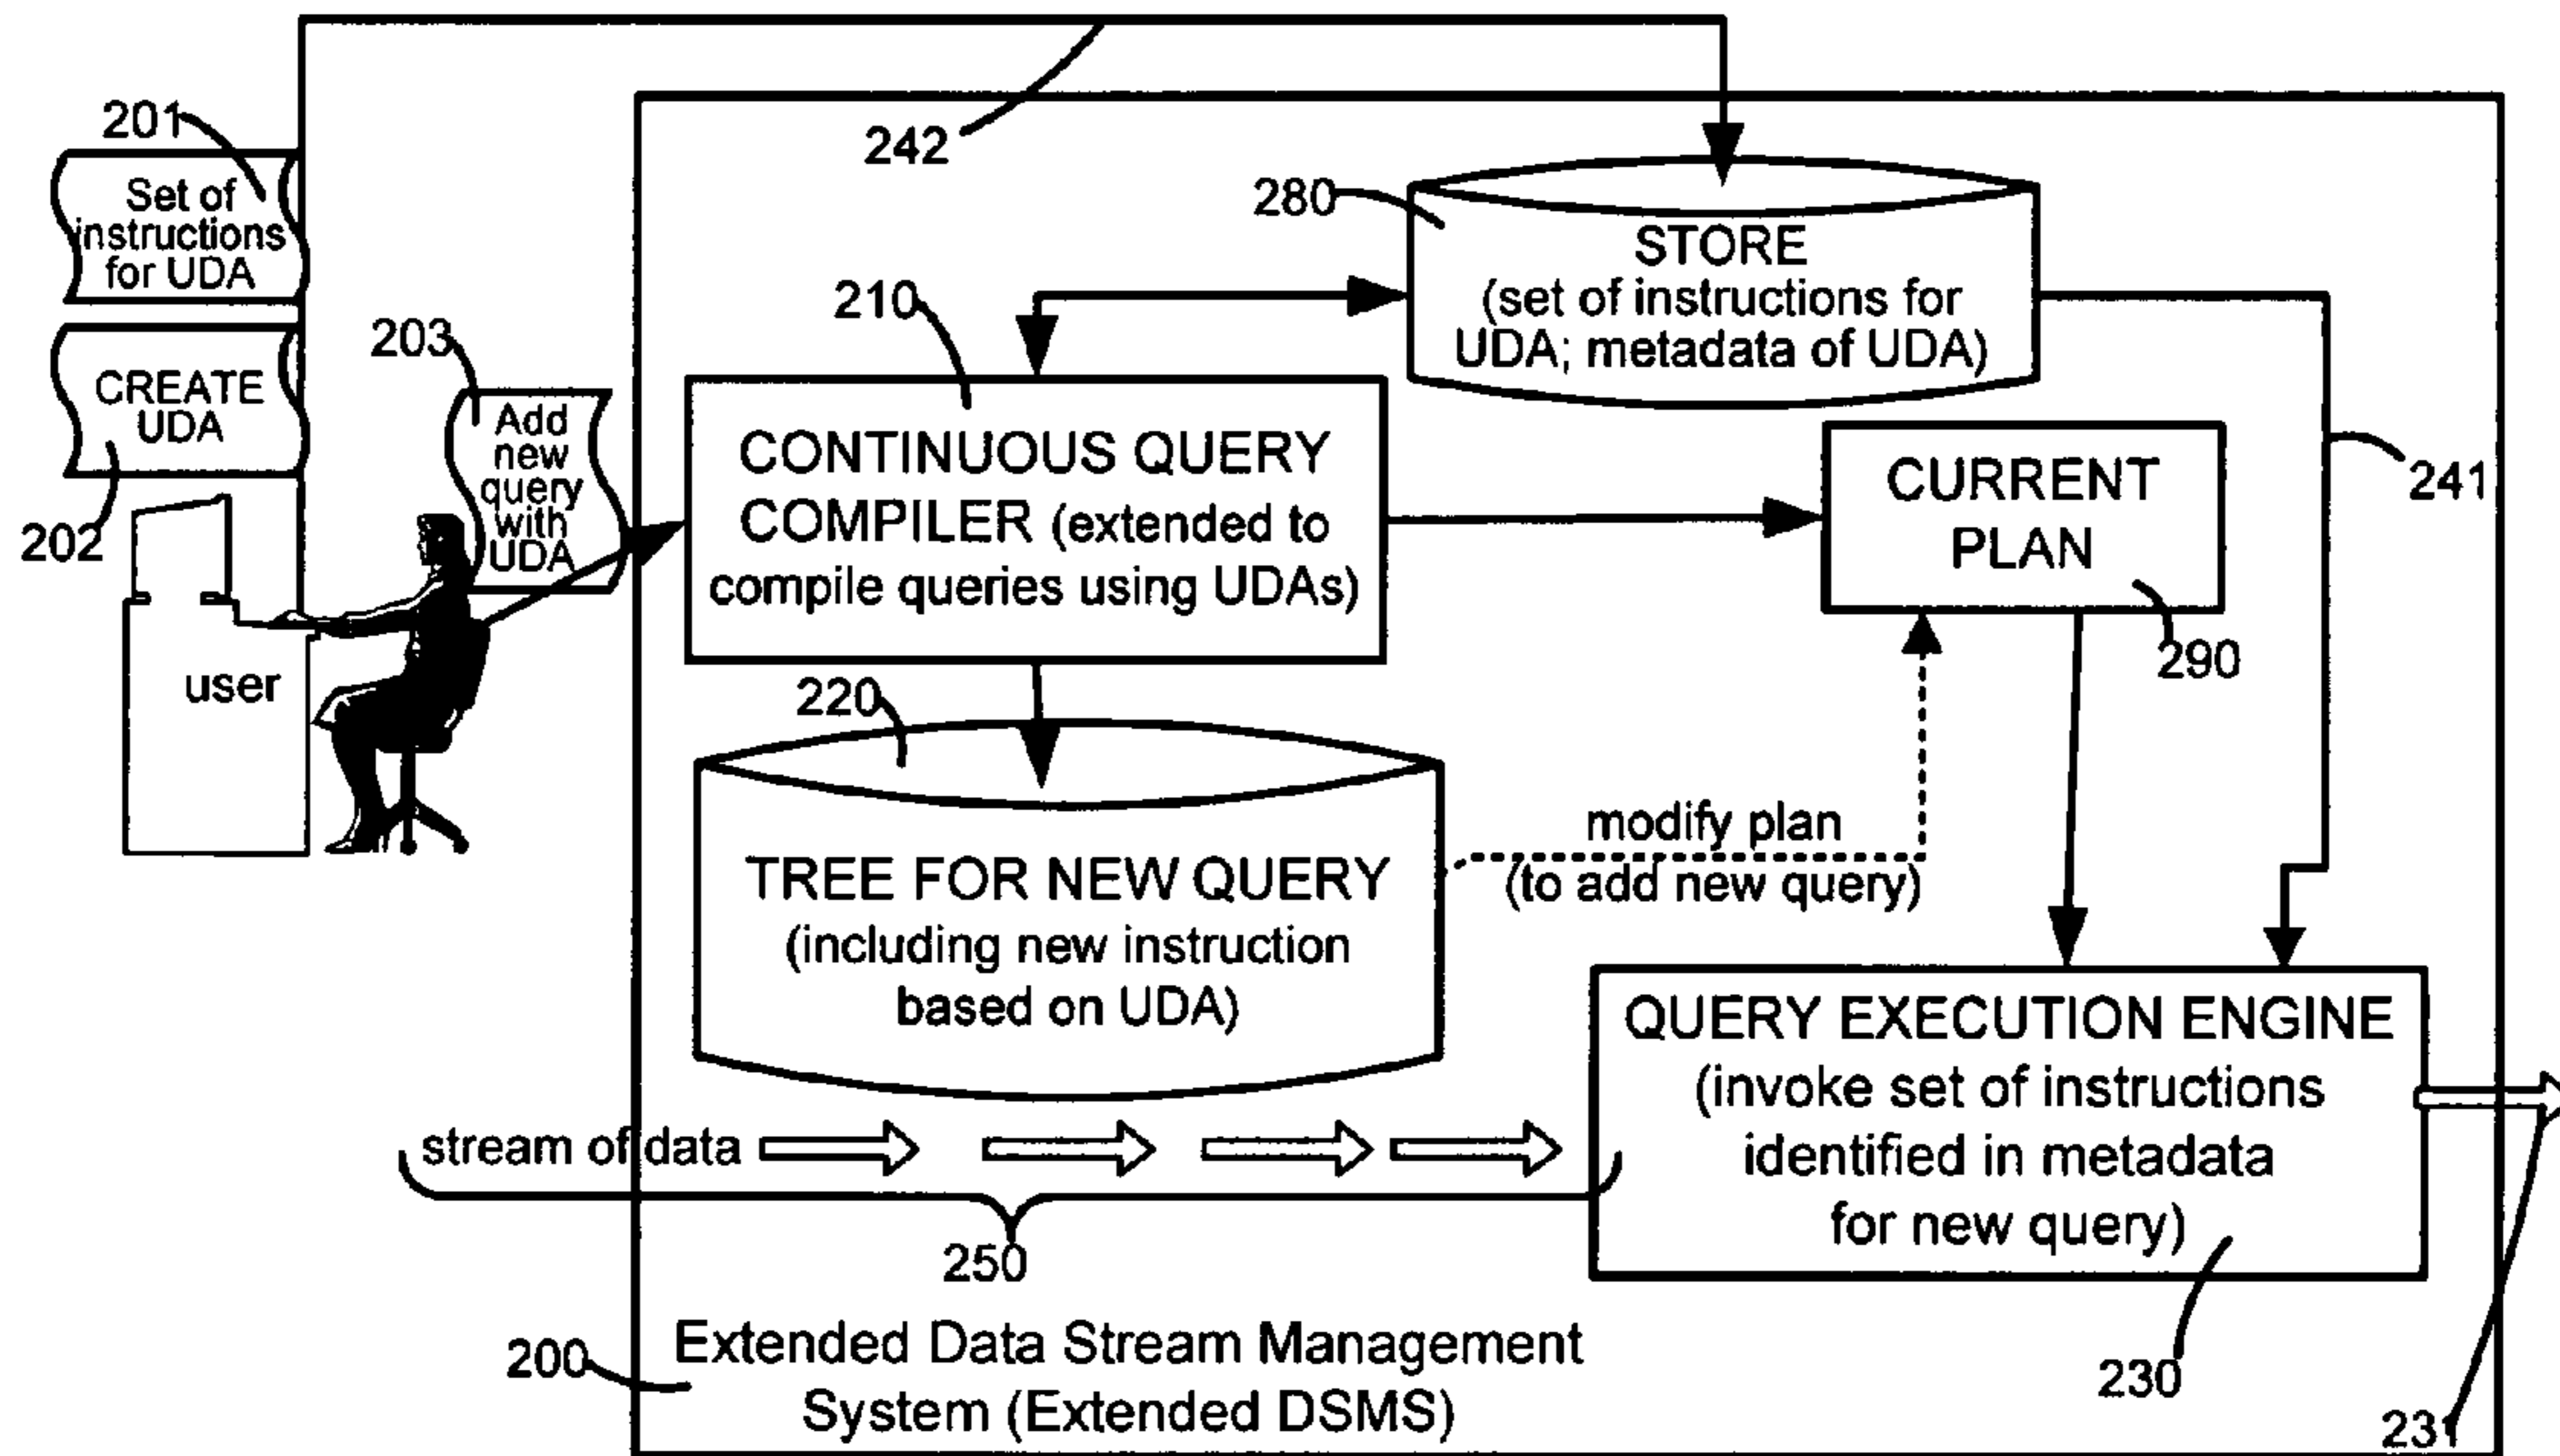 242
201
Set of
instructions
for UDA
280
STORE
(set of instructions for
UDA; metadata of UDA)
210
203
CREATE
UDA
Add
new
query
with
UDA
202
CONTINUOUS QUERY
COMPILER (extended to
compile queries using UDAs)
CURRENT
PLAN
241
290
user
220
modify plan
(to add new query)
TREE FOR NEW QUERY
(including new instruction
based on UDA)
QUERY EXECUTION ENGINE
(invoke set of instructions
identified in metadata
for new query)
stream of data
250
200
Extended Data Stream Management
System (Extended DSMS)
230
231